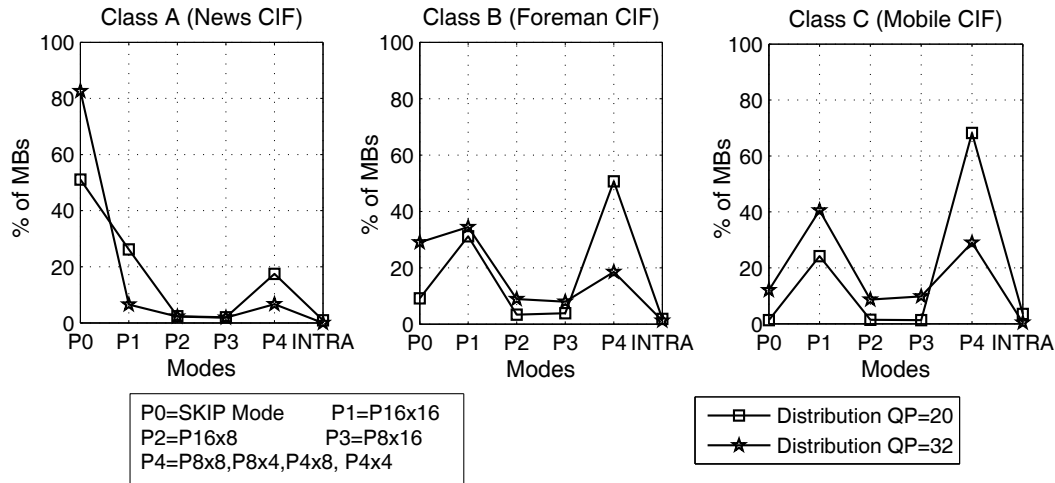 Class A (News CIF)
% of MBs
100
80
60
40
20
0
P0 P1 P2 P3 P4 INTRA
Modes
Class B (Foreman CIF)
% of MBs
100
80
60
40
20
0
P0 P1 P2 P3 P4 INTRA
Modes
Class C (Mobile CIF)
% of MBs
100
80
60
40
20
0
P0 P1 P2 P3 P4 INTRA
Modes
P0=SKIP Mode P1=P16x16
P2=P16x8 P3=P8x16
P4=P8x8,P8x4,P4x8, P4x4
Distribution QP=20
Distribution QP=32